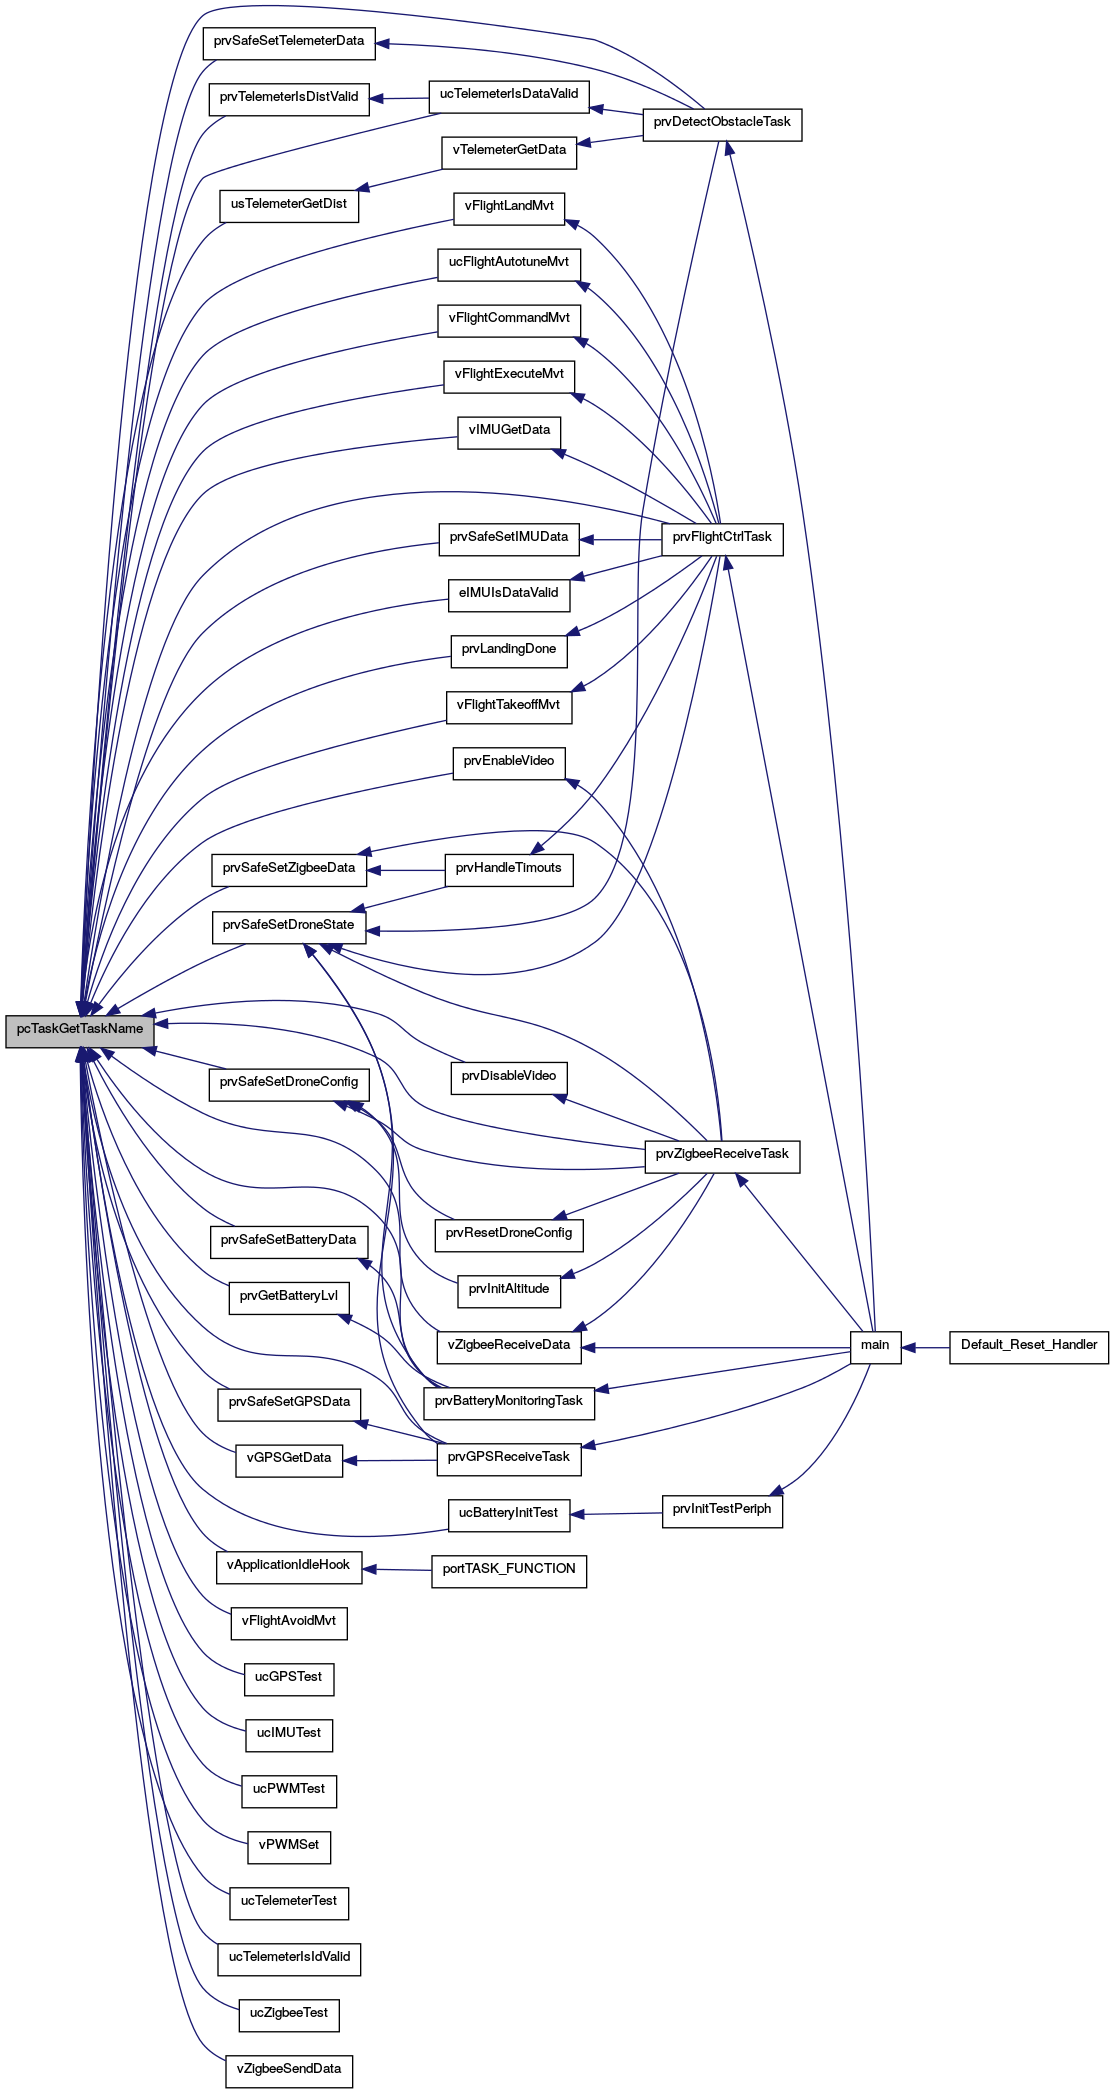 prvSafeSetTelemeterData
prvTelemeterIsDistValid
ucTelemeterIsDataValid
prvDetectObstacleTask
vTelemeterGetData
usTelemeterGetDist
vFlightLandMvt
ucFlightAutotuneMvt
vFlightCommandMvt
vFlightExecuteMvt
vIMUGetData
prvSafeSetIMUData
prvFlightCtrlTask
eIMUIsDataValid
prvLandingDone
vFlightTakeoffMvt
prvEnableVideo
prvSafeSetZigbeeData
prvHandleTimouts
prvSafeSetDroneState
pcTaskGetTaskName
prvSafeSetDroneConfig
prvDisableVideo
prvZigbeeReceiveTask
prvResetDroneConfig
prvSafeSetBatteryData
prvInitAltitude
prvGetBatteryLvl
vZigbeeReceiveData
main
Default_Reset_Handler
prvSafeSetGPSData
prvBatteryMonitoringTask
vGPSGetData
prvGPSReceiveTask
ucBatteryInitTest
prvInitTestPeriph
vApplicationIdleHook
portTASK_FUNCTION
vFlightAvoidMvt
ucGPSTest
ucIMUTest
ucPWMTest
vPWMSet
ucTelemeterTest
ucTelemeterIsIdValid
ucZigbeeTest
vZigbeeSendData